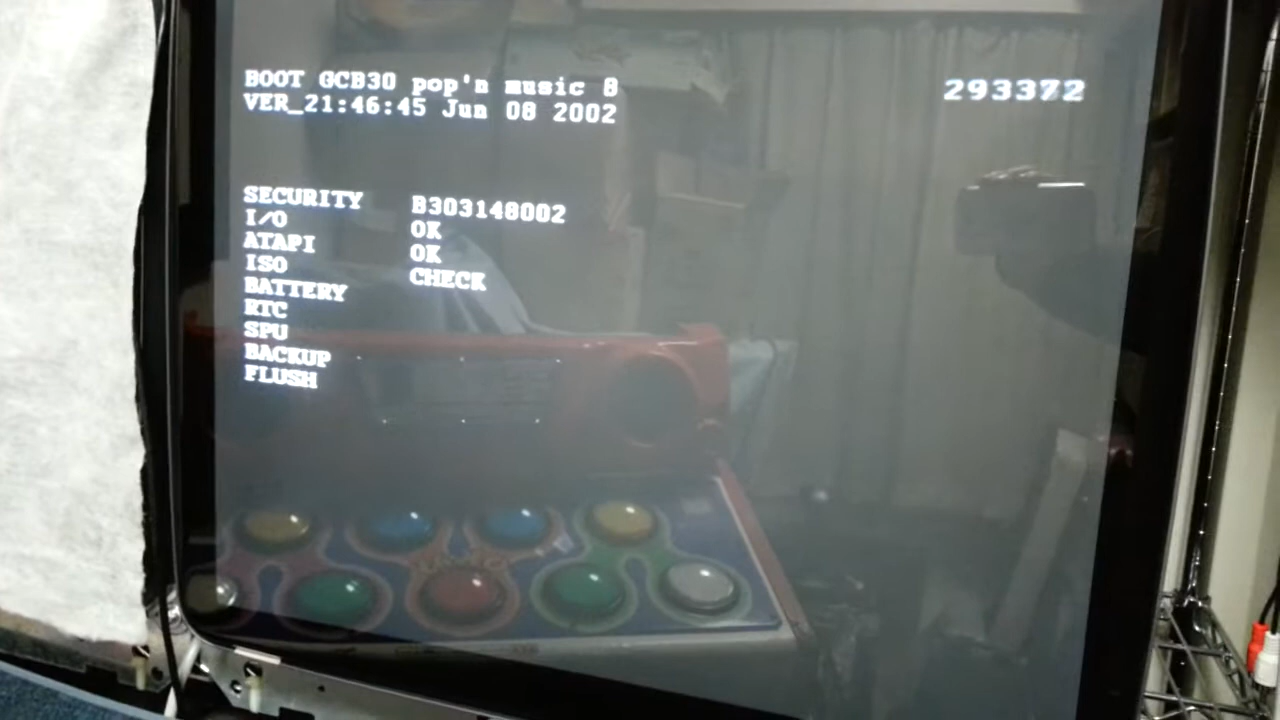 BOOT GCB30 pop'n music 8
293372
VER_21:46:45 Jun 08 2002
SECURITY B303148002
I/O OK
ATAPI OK
ISO CHECK
BATTERY
RTC
SPU
BACKUP
FLUSH